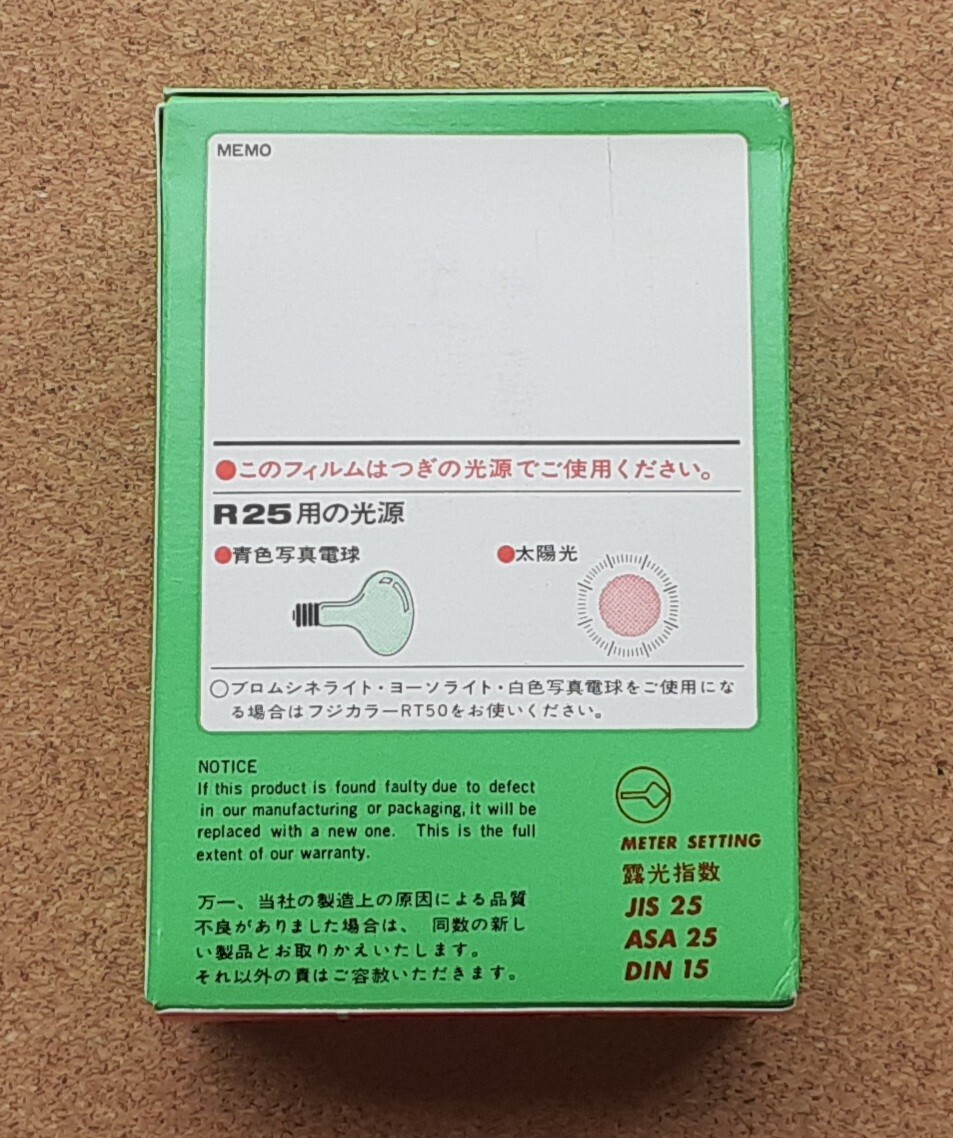 MEMO
●このフィルムはつぎの光源でご使用ください。
R25用の光源
●青色写真電球 ●太陽光
○ブロムシネライト・ヨーソライト・白色写真電球をご使用にな
る場合はフジカラーRT50をお使いください。
NOTICE
If this product is found faulty due to defect
in our manufacturing or packaging, it will be
replaced with a new one. This is the full
extent of our warranty.
万一、当社の製造上の原因による品質
不良がありました場合は、同数の新し
い製品とお取りかえいたします。
それ以外の責はご容赦いただきます。
METER SETTING
露光指数
JIS 25
ASA 25
DIN 15